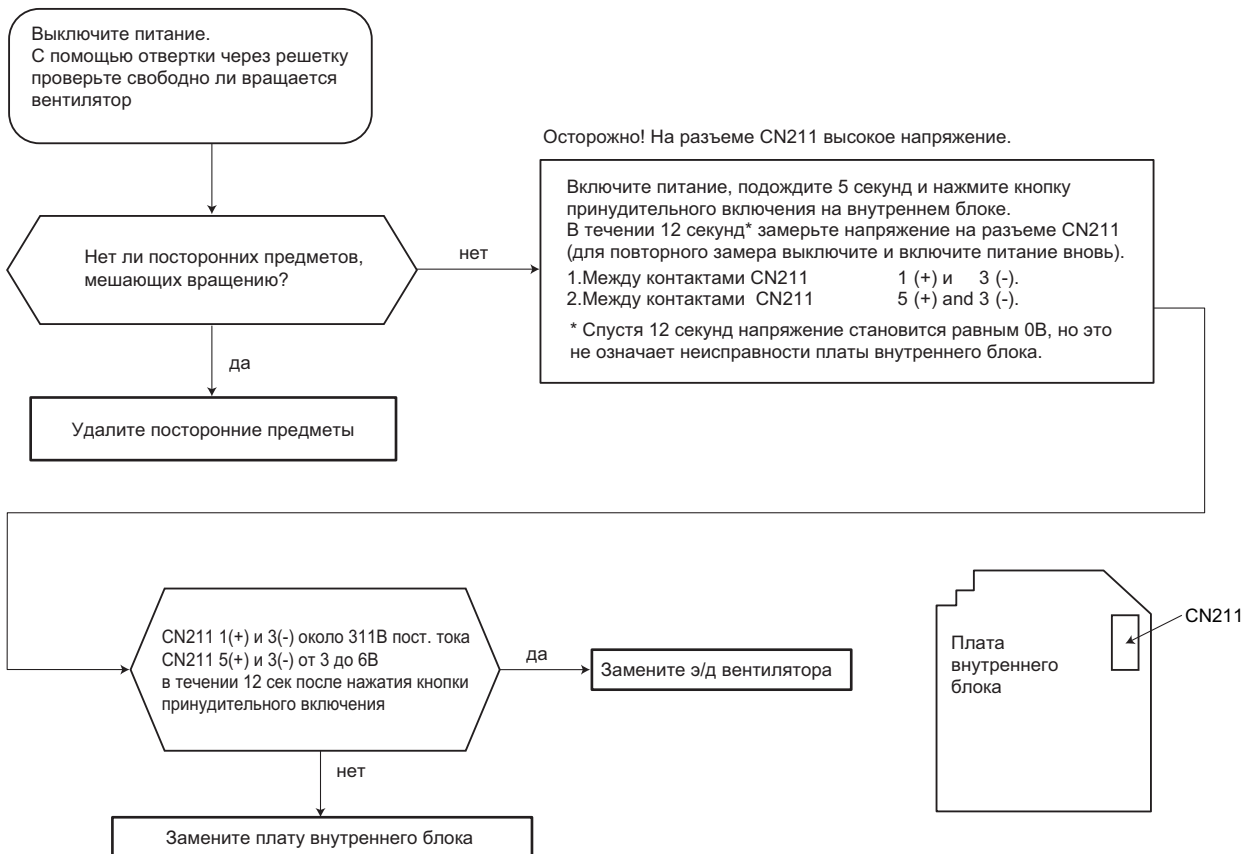 Выключите питание.
С помощью отвертки через решетку
проверьте свободно ли вращается
вентилятор
Осторожно! На разъеме CN211 высокое напряжение.
Нет ли посторонних предметов,
мешающих вращению?
нет
Включите питание, подождите 5 секунд и нажмите кнопку
принудительного включения на внутреннем блоке.
В течении 12 секунд* замерьте напряжение на разъеме CN211
(для повторного замера выключите и включите питание вновь).
1.Между контактами CN211 1 (+) и 3 (-).
2.Между контактами CN211 5 (+) and 3 (-).
* Спустя 12 секунд напряжение становится равным 0В, но это
не означает неисправности платы внутреннего блока.
да
Удалите посторонние предметы
CN211 1(+) и 3(-) около 311В пост. тока
CN211 5(+) и 3(-) от 3 до 6В
в течении 12 сек после нажатия кнопки
принудительного включения
да
Замените э/д вентилятора
нет
Замените плату внутреннего блока
Плата
внутреннего
блока
CN211